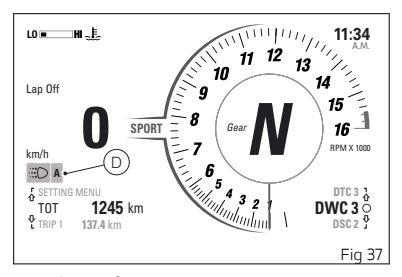 LO HI
11:34
A.M.
Lap Off
0
SPORT
km/h
A
D
SETTING MENU
TOT 1245 km
TRIP 1 137.4 km
1
2
3
4
5
6
7
8
9
10
11
12
13
14
15
16
RPM X 1000
Gear N
DTC 3
DWC 3
DSC 2
Fig 37